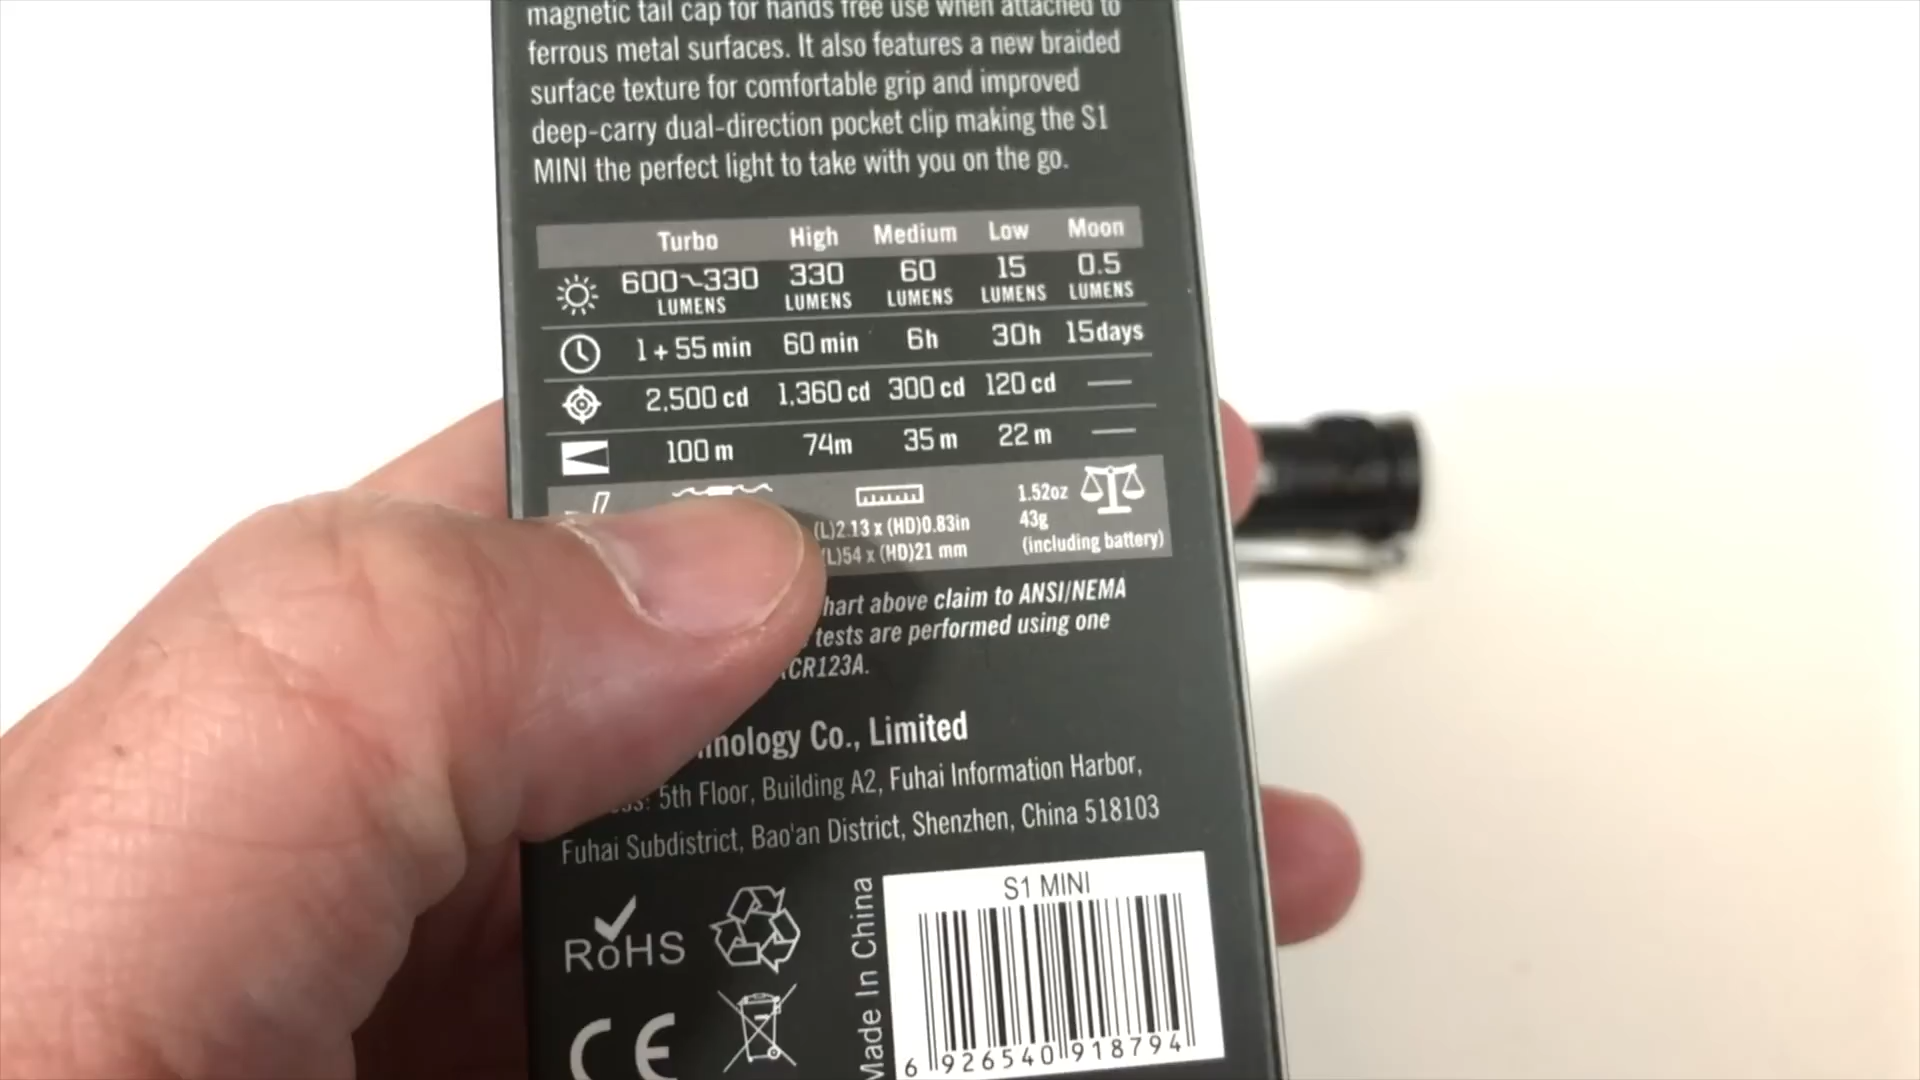 magnetic tail cap for hands free use when attached to
ferrous metal surfaces. It also features a new braided
surface texture for comfortable grip and improved
deep-carry dual-direction pocket clip making the S1
MINI the perfect light to take with you on the go.
Turbo High Medium Low Moon
600~330 330 60 15 0.5
LUMENS LUMENS LUMENS LUMENS LUMENS
1 + 55 min 60 min 6h 30h 15days
2,500 cd 1,360 cd 300 cd 120 cd —
100 m 74m 35 m 22 m —
1.52oz
(L)2.13 x (HD)0.83in 43g
(L)54 x (HD)21 mm (including battery)
above claim to ANSI/NEMA
tests are performed using one
CR123A.
Co., Limited
5th Floor, Building A2, Fuhai Information Harbor,
Fuhai Subdistrict, Bao'an District, Shenzhen, China 518103
RoHS
CE
Made In China
S1 MINI
6 926540 918794